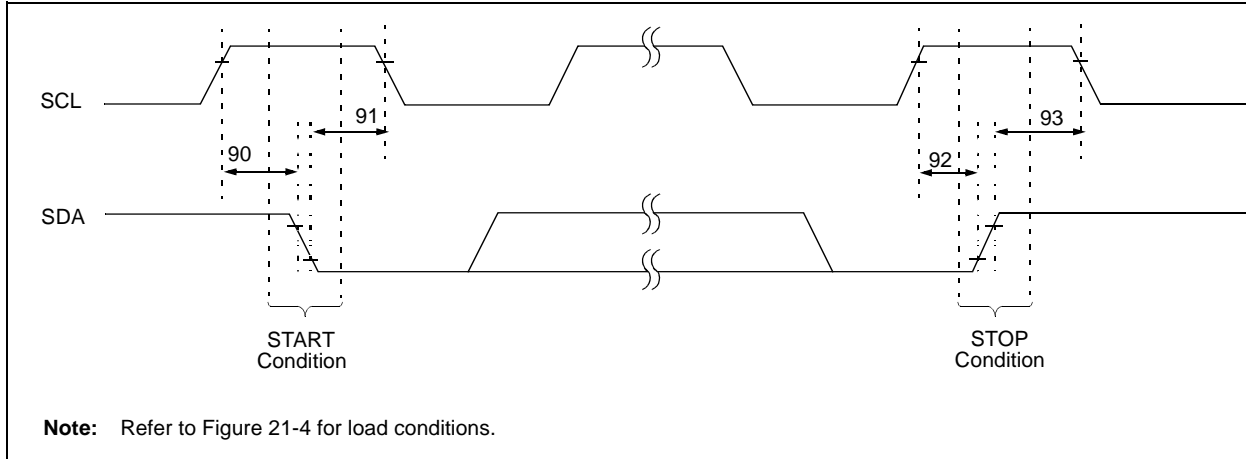 SCL
91
93
90
92
SDA
START
Condition
STOP
Condition
Note: Refer to Figure 21-4 for load conditions.